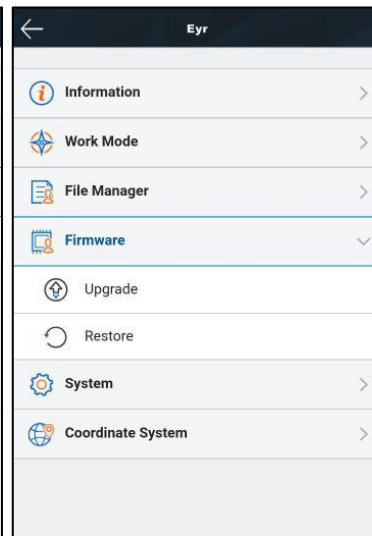 Eyr
Information
Work Mode
File Manager
Firmware
Upgrade
Restore
System
Coordinate System